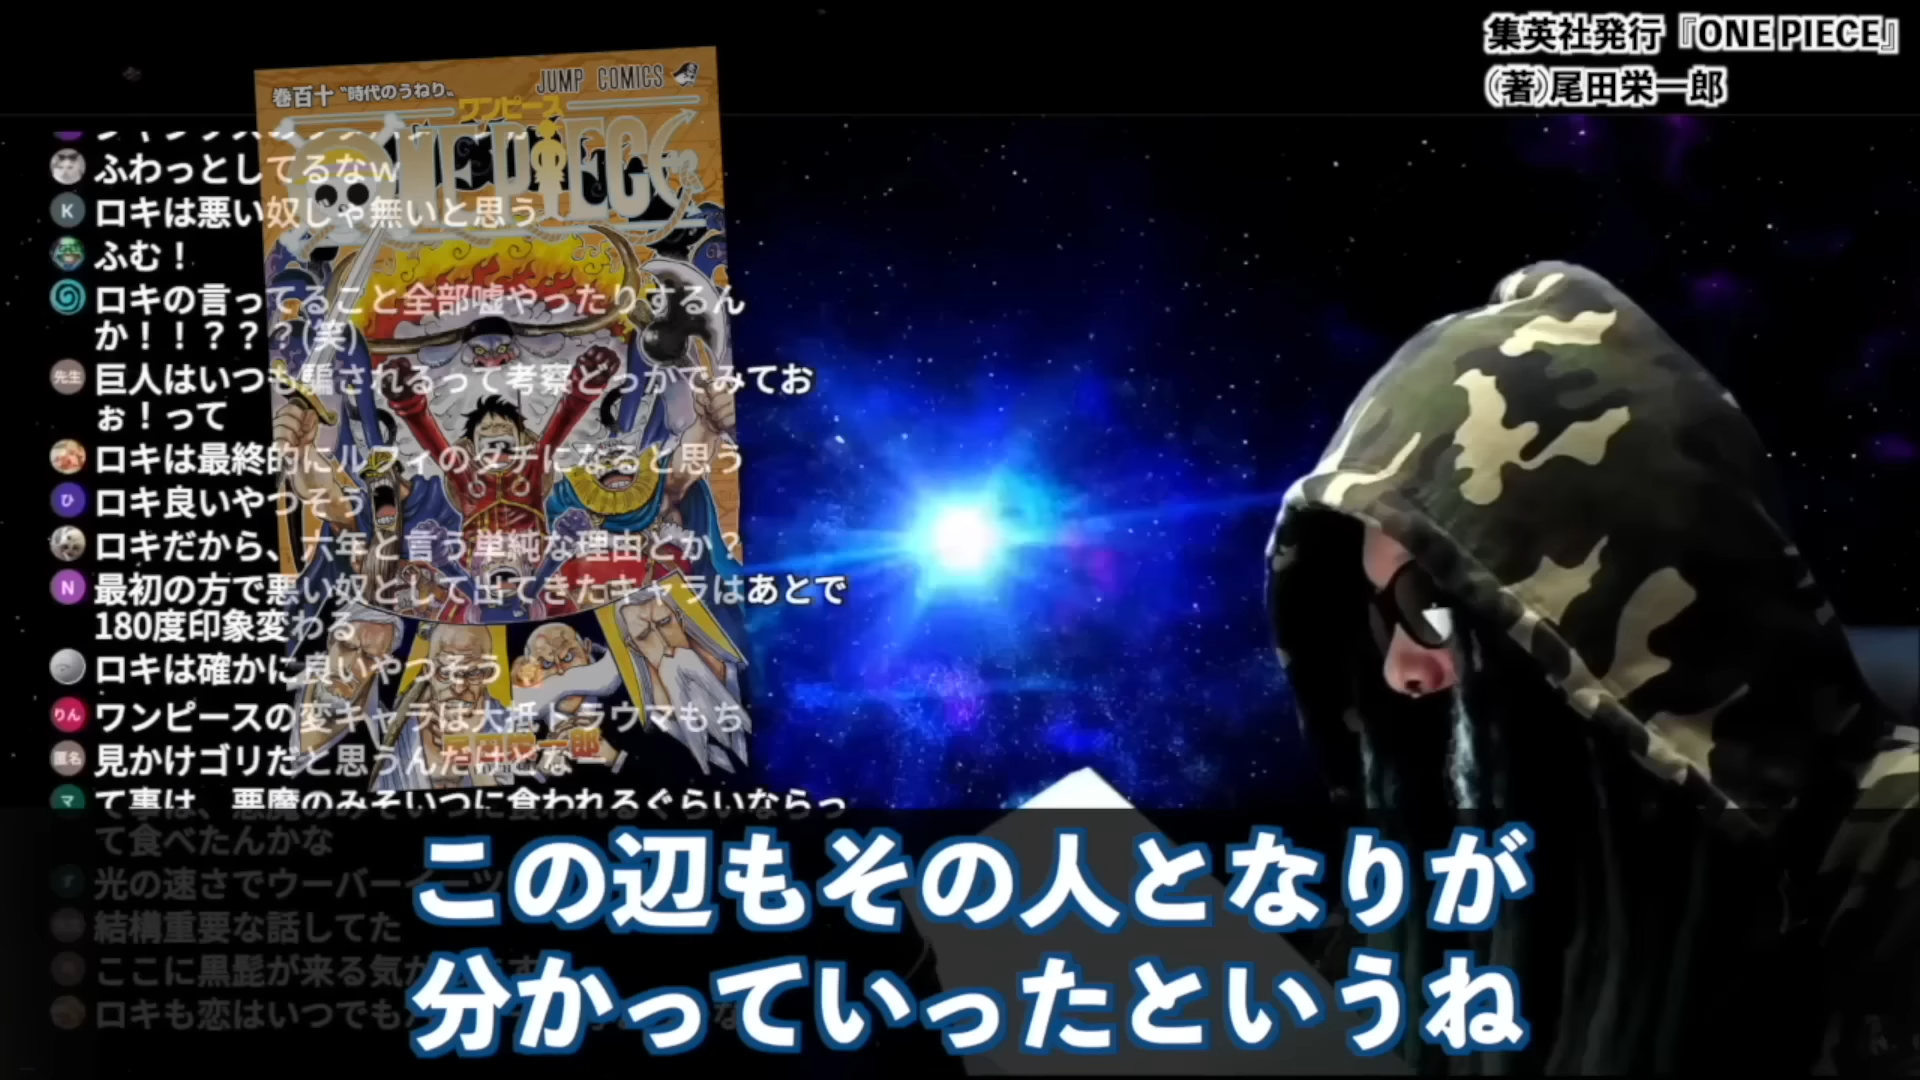 集英社発行『ONE PIECE』
(著)尾田栄一郎
巻百十 〝時代のうねり〟
JUMP COMICS
ワンピース
ONE PIECE
ふわっとしてるなw
K ロキは悪い奴じゃ無いと思う
ふむ！
ロキの言ってること全部嘘やったりするん
か！！？？？(笑)
先生 巨人はいつも騙されるって考察どっかでみてお
ぉ！って
ロキは最終的にルフィのダチになると思う
ひ ロキ良いやつそう
ロキだから、六年と言う単純な理由とか？
N 最初の方で悪い奴として出てきたキャラはあとで
180度印象変わる
ロキは確かに良いやつそう
りん ワンピースの変キャラは大抵トラウマもち
匿名 見かけゴリだと思うんだけどな
マ て事は、悪魔のみそいつに食われるぐらいならっ
て食べたんかな
す 光の速さでウーバーイーツ
結構重要な話してた
ここに黒髭が来る気が
ロキも恋はいつでも
この辺もその人となりが
分かっていったというね